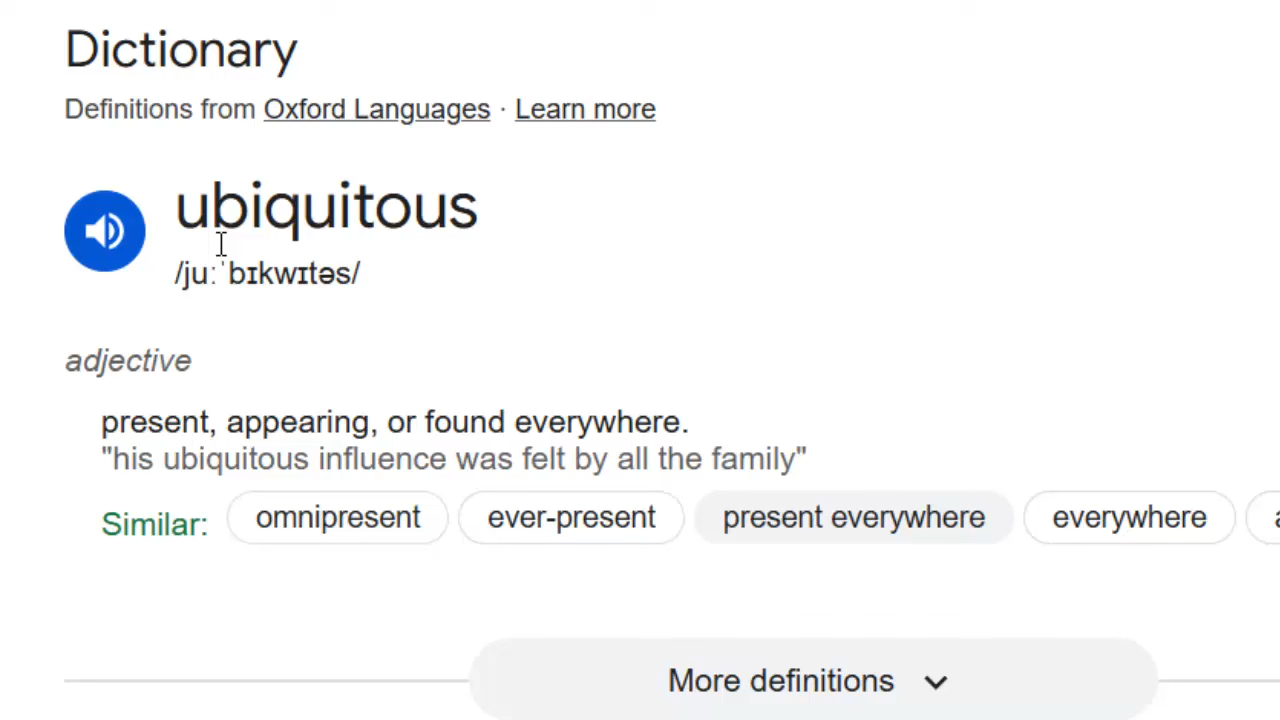 Dictionary
Definitions from Oxford Languages · Learn more
ubiquitous
/juːˈbɪkwɪtəs/
adjective
present, appearing, or found everywhere.
"his ubiquitous influence was felt by all the family"
Similar: omnipresent ever-present present everywhere everywhere
More definitions